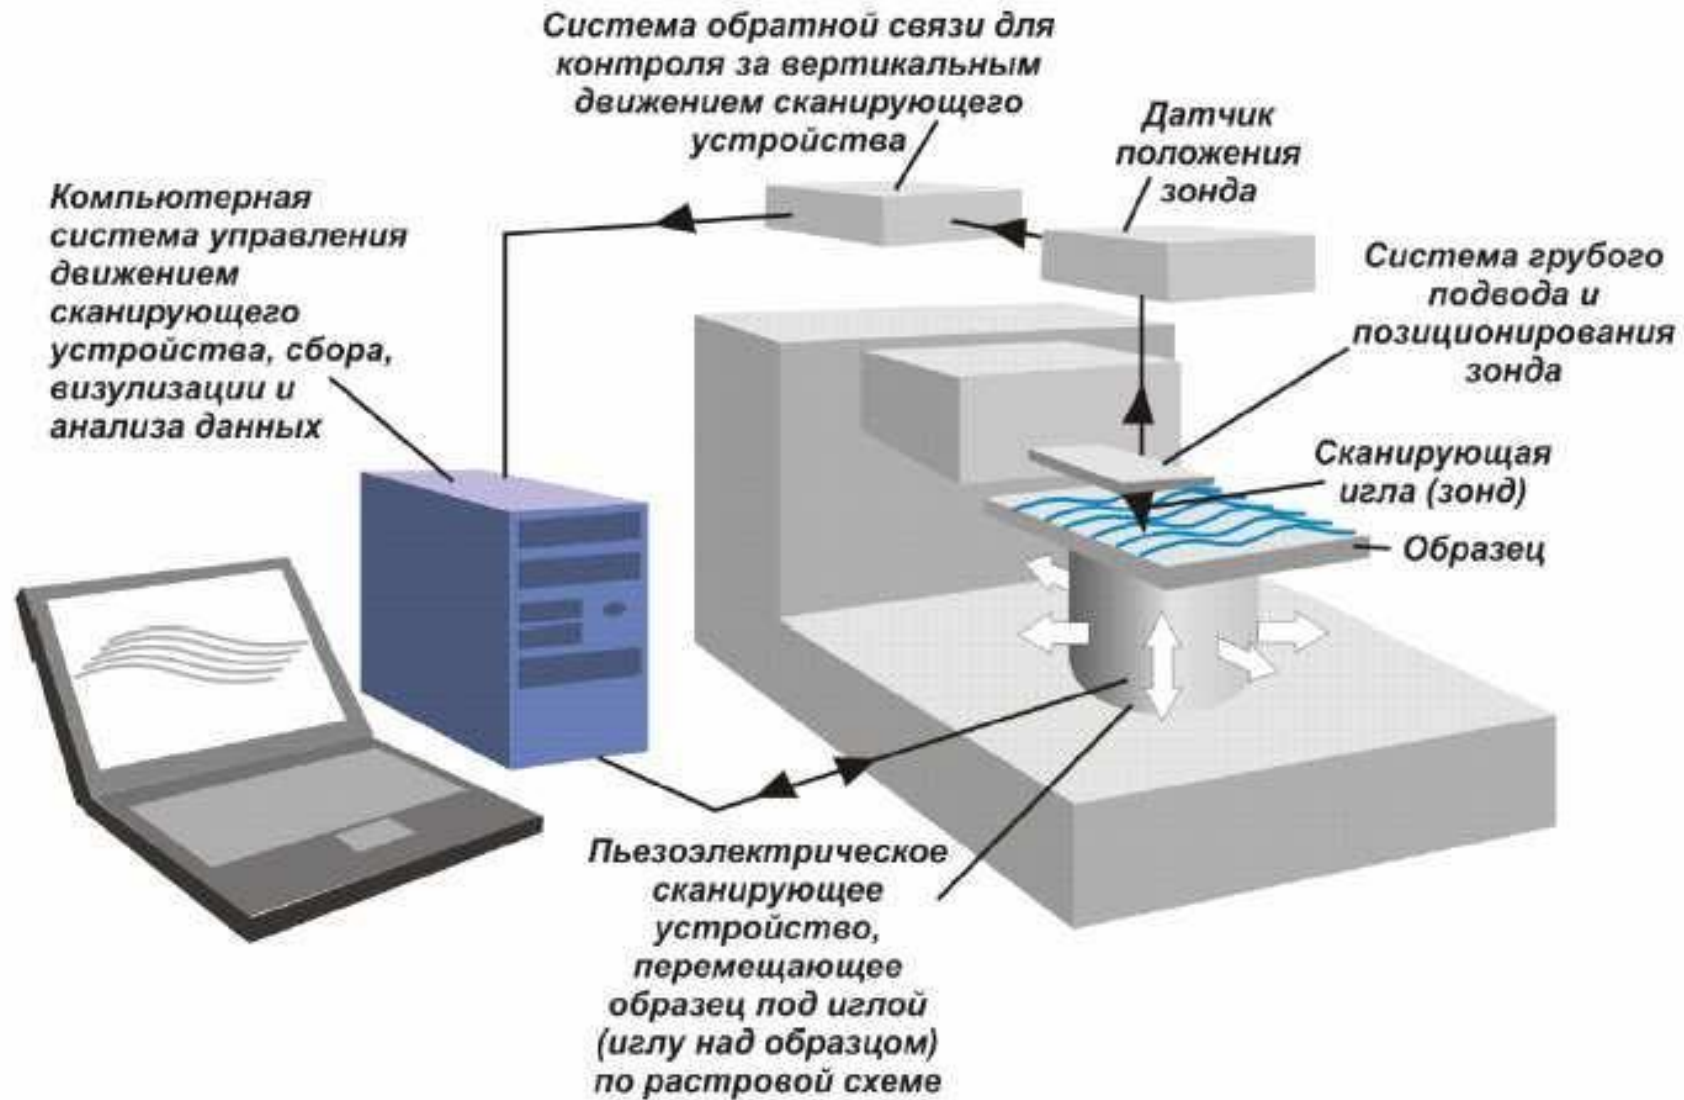 Система обратной связи для
контроля за вертикальным
движением сканирующего
устройства
Датчик
положения
зонда
Компьютерная
система управления
движением
сканирующего
устройства, сбора,
визулизации и
анализа данных
Система грубого
подвода и
позиционирования
зонда
Сканирующая
игла (зонд)
Образец
Пьезоэлектрическое
сканирующее
устройство,
перемещающее
образец под иглой
(иглу над образцом)
по растровой схеме